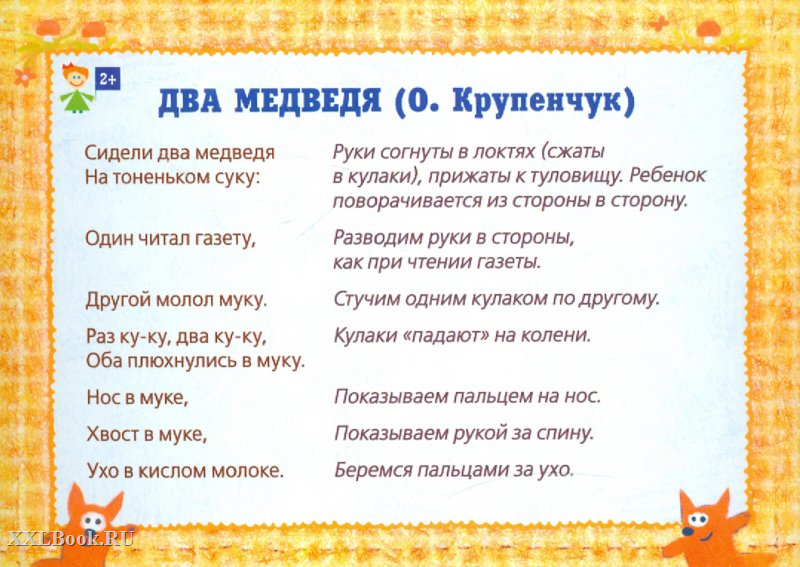 2+
ДВА МЕДВЕДЯ (О. Крупенчук)
Сидели два медведя
На тоненьком суку:
Руки согнуты в локтях (сжаты
в кулаки), прижаты к туловищу. Ребенок
поворачивается из стороны в сторону.
Один читал газету,
Разводим руки в стороны,
как при чтении газеты.
Другой молол муку.
Стучим одним кулаком по другому.
Раз ку-ку, два ку-ку,
Оба плюхнулись в муку.
Кулаки «падают» на колени.
Нос в муке,
Показываем пальцем на нос.
Хвост в муке,
Показываем рукой за спину.
Ухо в кислом молоке.
Беремся пальцами за ухо.
XXLBook.RU